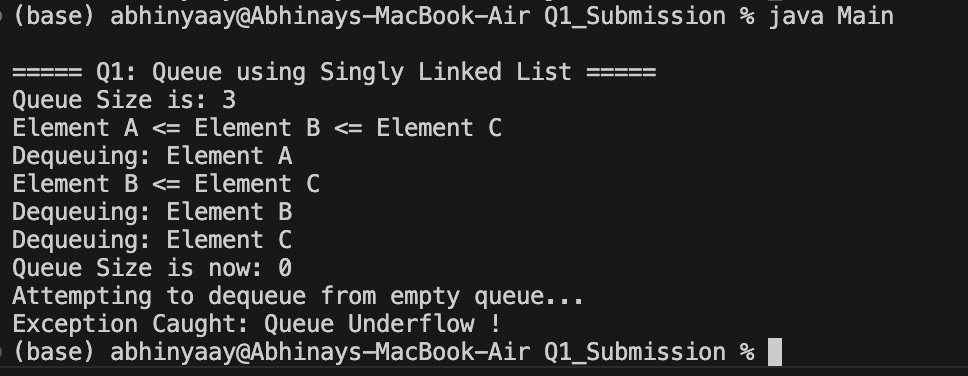 (base) abhinyaay@Abhinays-MacBook-Air Q1_Submission % java Main
===== Q1: Queue using Singly Linked List =====
Queue Size is: 3
Element A <= Element B <= Element C
Dequeuing: Element A
Element B <= Element C
Dequeuing: Element B
Dequeuing: Element C
Queue Size is now: 0
Attempting to dequeue from empty queue...
Exception Caught: Queue Underflow !
(base) abhinyaay@Abhinays-MacBook-Air Q1_Submission %